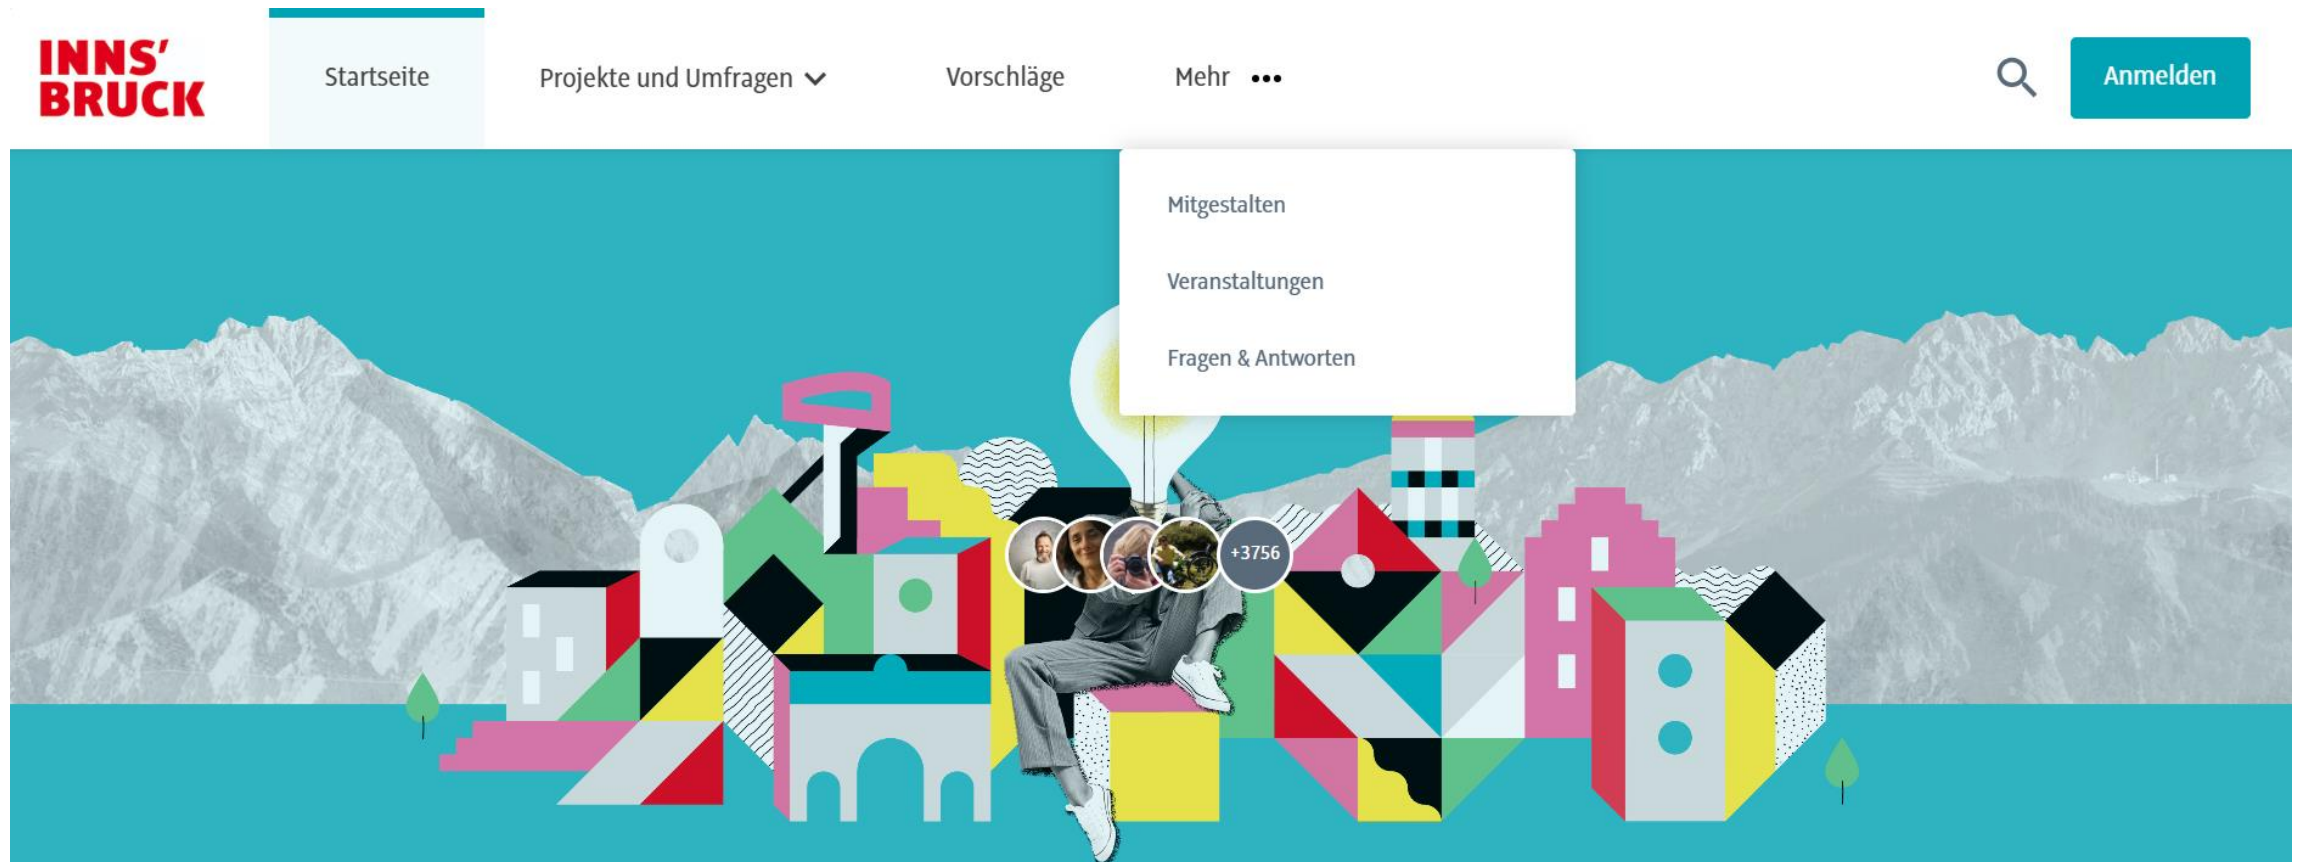 INNS'
BRUCK
Startseite
Projekte und Umfragen
Vorschläge
Mehr •••
Anmelden
Mitgestalten
Veranstaltungen
Fragen & Antworten
+3756